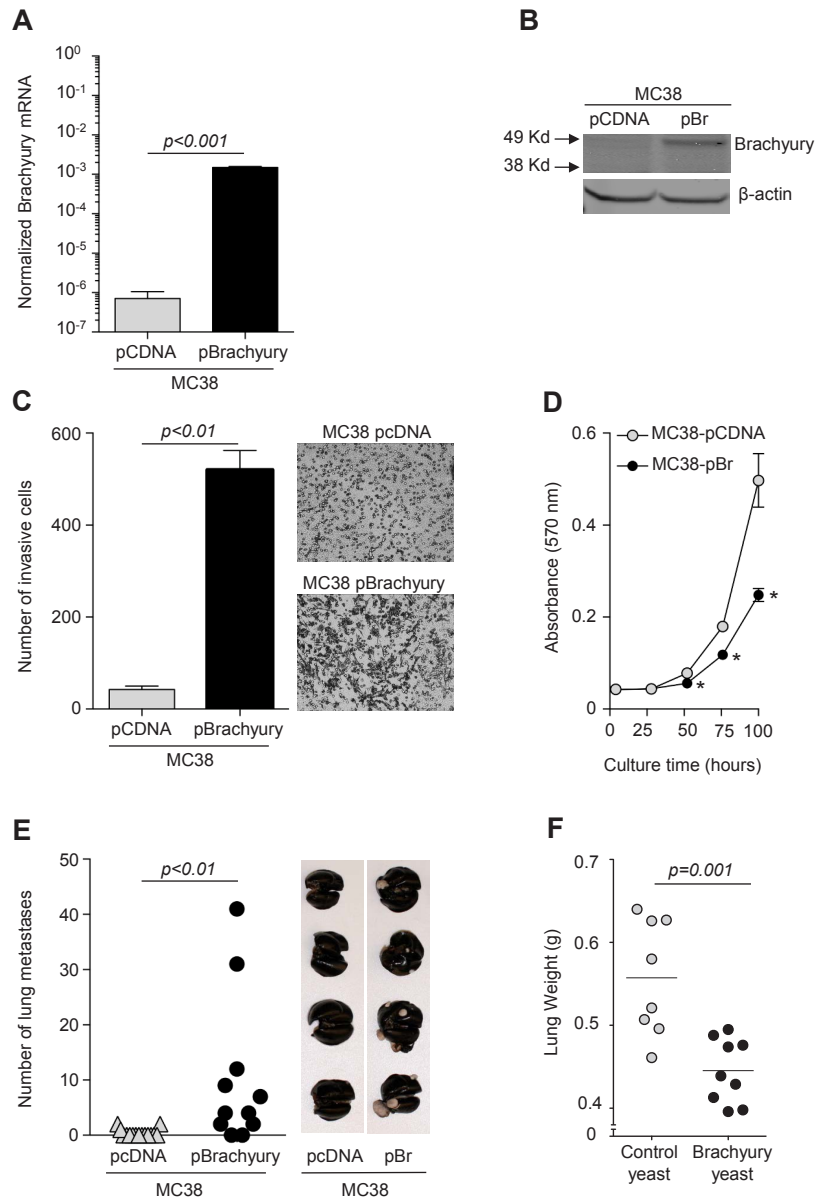 A
Normalized Brachyury mRNA
10⁰
10⁻¹
10⁻²
10⁻³
10⁻⁴
10⁻⁵
10⁻⁶
10⁻⁷
p<0.001
pCDNA pBrachyury
MC38
B
MC38
pCDNA pBr
49 Kd
38 Kd
Brachyury
β-actin
C
Number of invasive cells
600
400
200
0
p<0.01
pCDNA pBrachyury
MC38
MC38 pcDNA
MC38 pBrachyury
D
Absorbance (570 nm)
0.6
0.4
0.2
0
MC38-pCDNA
MC38-pBr
*
*
*
0 25 50 75 100
Culture time (hours)
E
Number of lung metastases
50
40
30
20
10
0
p<0.01
pcDNA pBrachyury
MC38
pcDNA pBr
MC38
F
Lung Weight (g)
0.7
0.6
0.5
0.4
0
p=0.001
Control yeast
Brachyury yeast